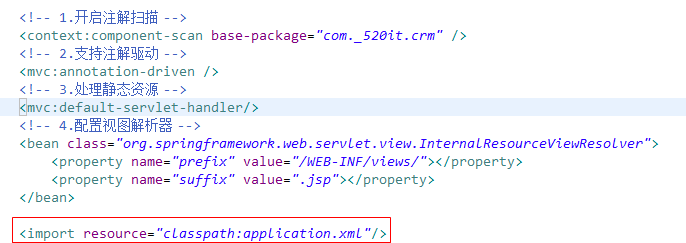 <!-- 1.开启注解扫描 -->
<context:component-scan base-package="com._520it.crm" />
<!-- 2.支持注解驱动 -->
<mvc:annotation-driven />
<!-- 3.处理静态资源 -->
<mvc:default-servlet-handler/>
<!-- 4.配置视图解析器 -->
<bean class="org.springframework.web.servlet.view.InternalResourceViewResolver">
<property name="prefix" value="/WEB-INF/views/"></property>
<property name="suffix" value=".jsp"></property>
</bean>
<import resource="classpath:application.xml"/>